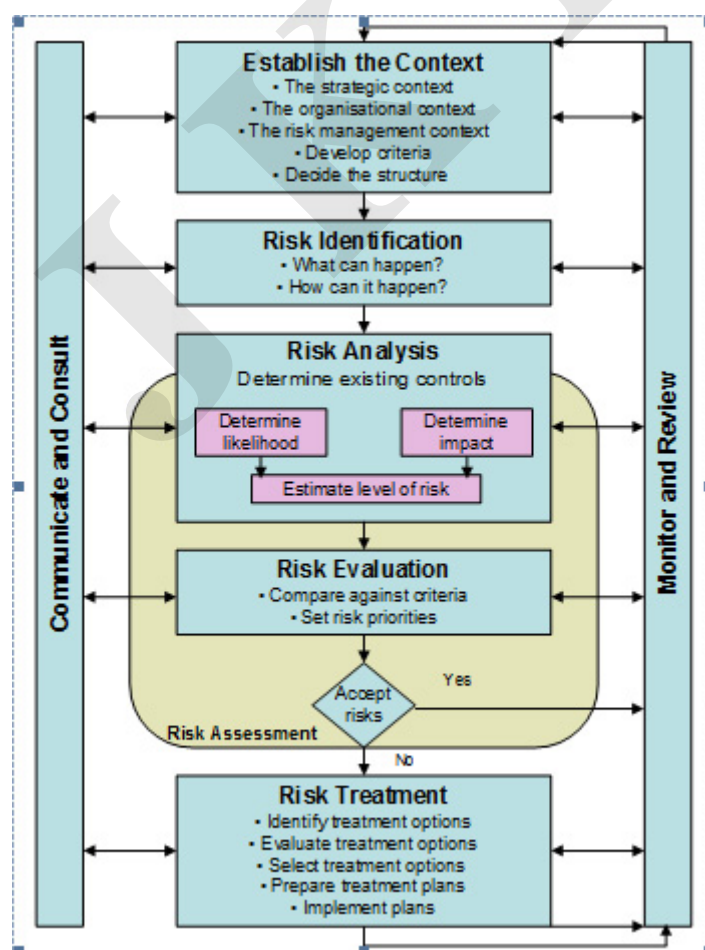 Establish the Context
• The strategic context
• The organisational context
• The risk management context
• Develop criteria
• Decide the structure
Risk Identification
• What can happen?
• How can it happen?
Risk Analysis
Determine existing controls
Determine
likelihood
Determine
impact
Estimate level of risk
Risk Evaluation
• Compare against criteria
• Set risk priorities
Accept
risks
Yes
Risk Assessment
No
Risk Treatment
• Identify treatment options
• Evaluate treatment options
• Select treatment options
• Prepare treatment plans
• Implement plans
Communicate and Consult
Monitor and Review
J K